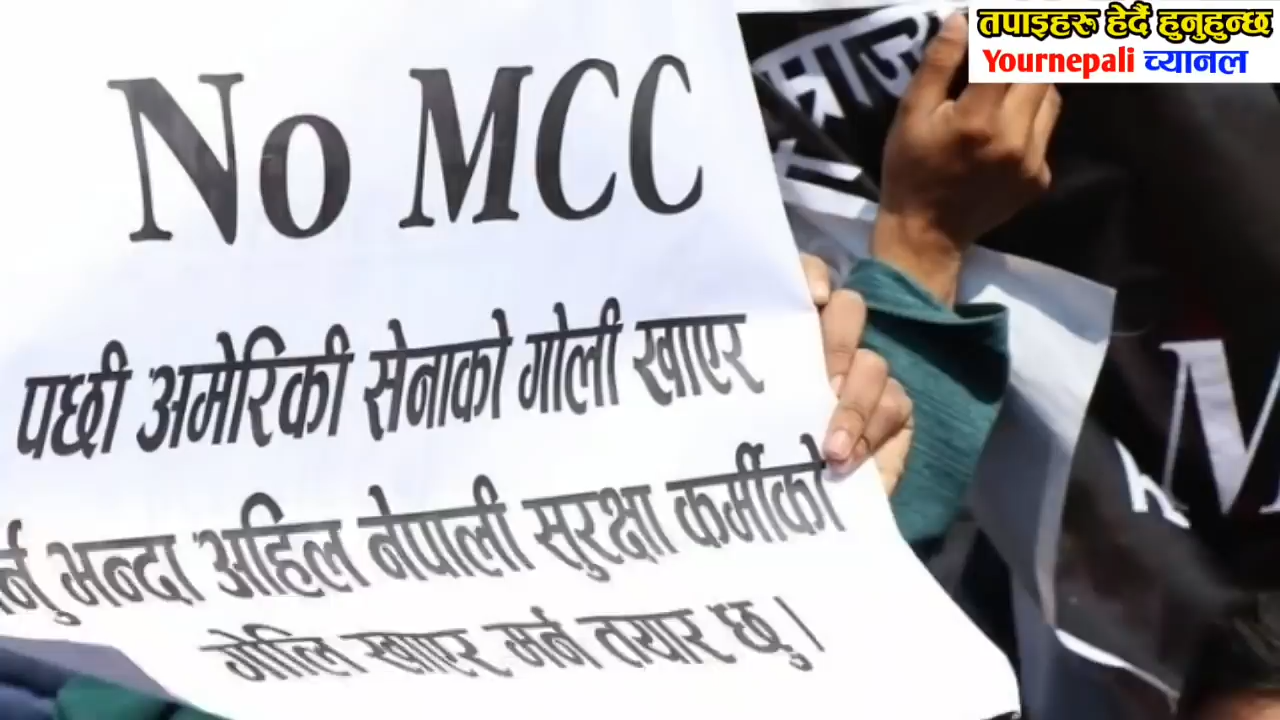 तपाइहरू हेर्दै हुनुहुन्छ
Yournepali च्यानल
No MCC
पछी अमेरिकी सेनाको गोली खाएर
र्नु भन्दा अहिल नेपाली सुरक्षा कर्मीको
गोलि खाएर मर्न तयार छु।